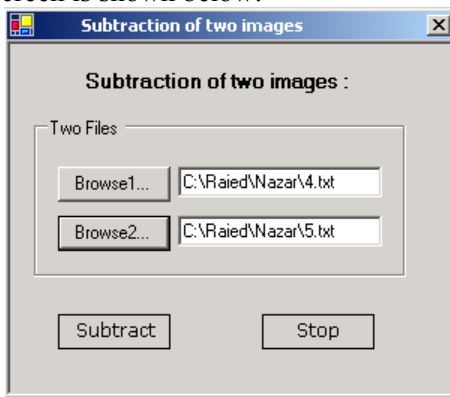 Subtraction of two images
Subtraction of two images :
Two Files
Browse1... C:\Raied\Nazar\4.txt
Browse2... C:\Raied\Nazar\5.txt
Subtract Stop